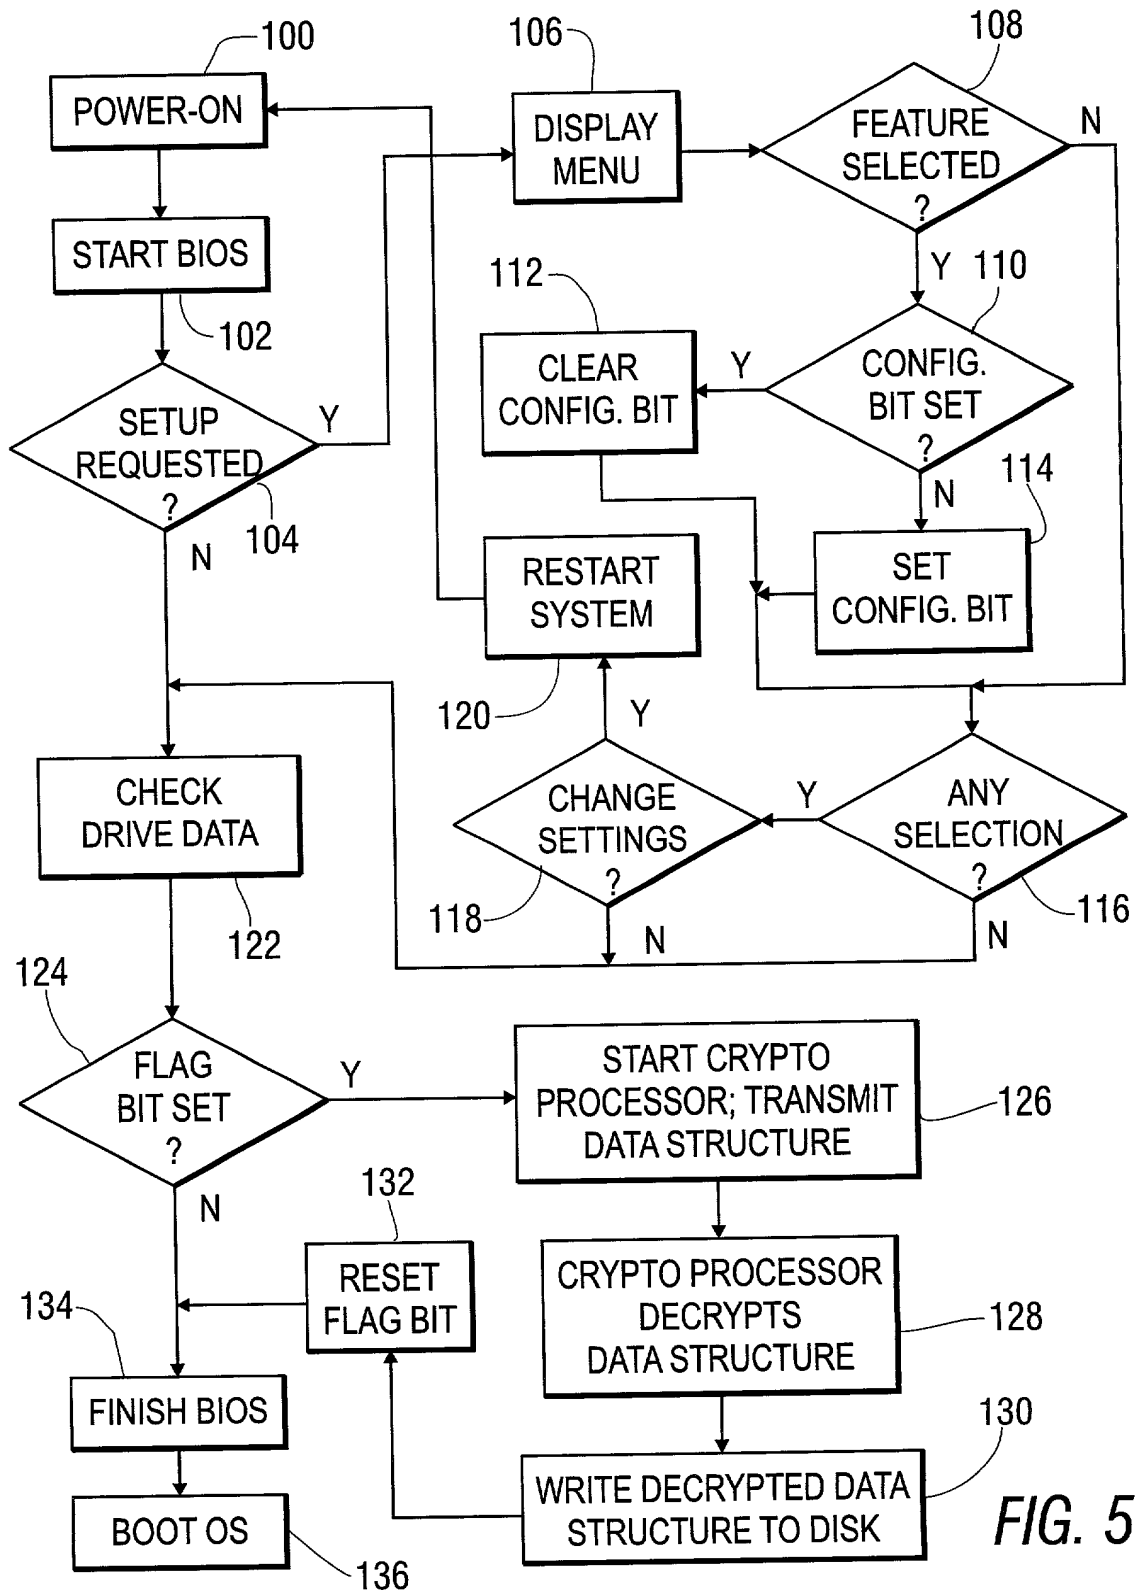 100
POWER-ON
106
DISPLAY
MENU
108
FEATURE
SELECTED
?
N
Y
START BIOS
102
112
CLEAR
CONFIG. BIT
Y
110
CONFIG.
BIT SET
?
N
SETUP
REQUESTED
?
Y
104
N
114
SET
CONFIG. BIT
RESTART
SYSTEM
120
Y
CHECK
DRIVE DATA
122
CHANGE
SETTINGS
?
118
N
Y
ANY
SELECTION
?
116
N
124
FLAG
BIT SET
?
Y
N
START CRYPTO
PROCESSOR; TRANSMIT
DATA STRUCTURE
126
132
RESET
FLAG BIT
CRYPTO PROCESSOR
DECRYPTS
DATA STRUCTURE
128
134
FINISH BIOS
130
WRITE DECRYPTED DATA
STRUCTURE TO DISK
BOOT OS
136
FIG. 5